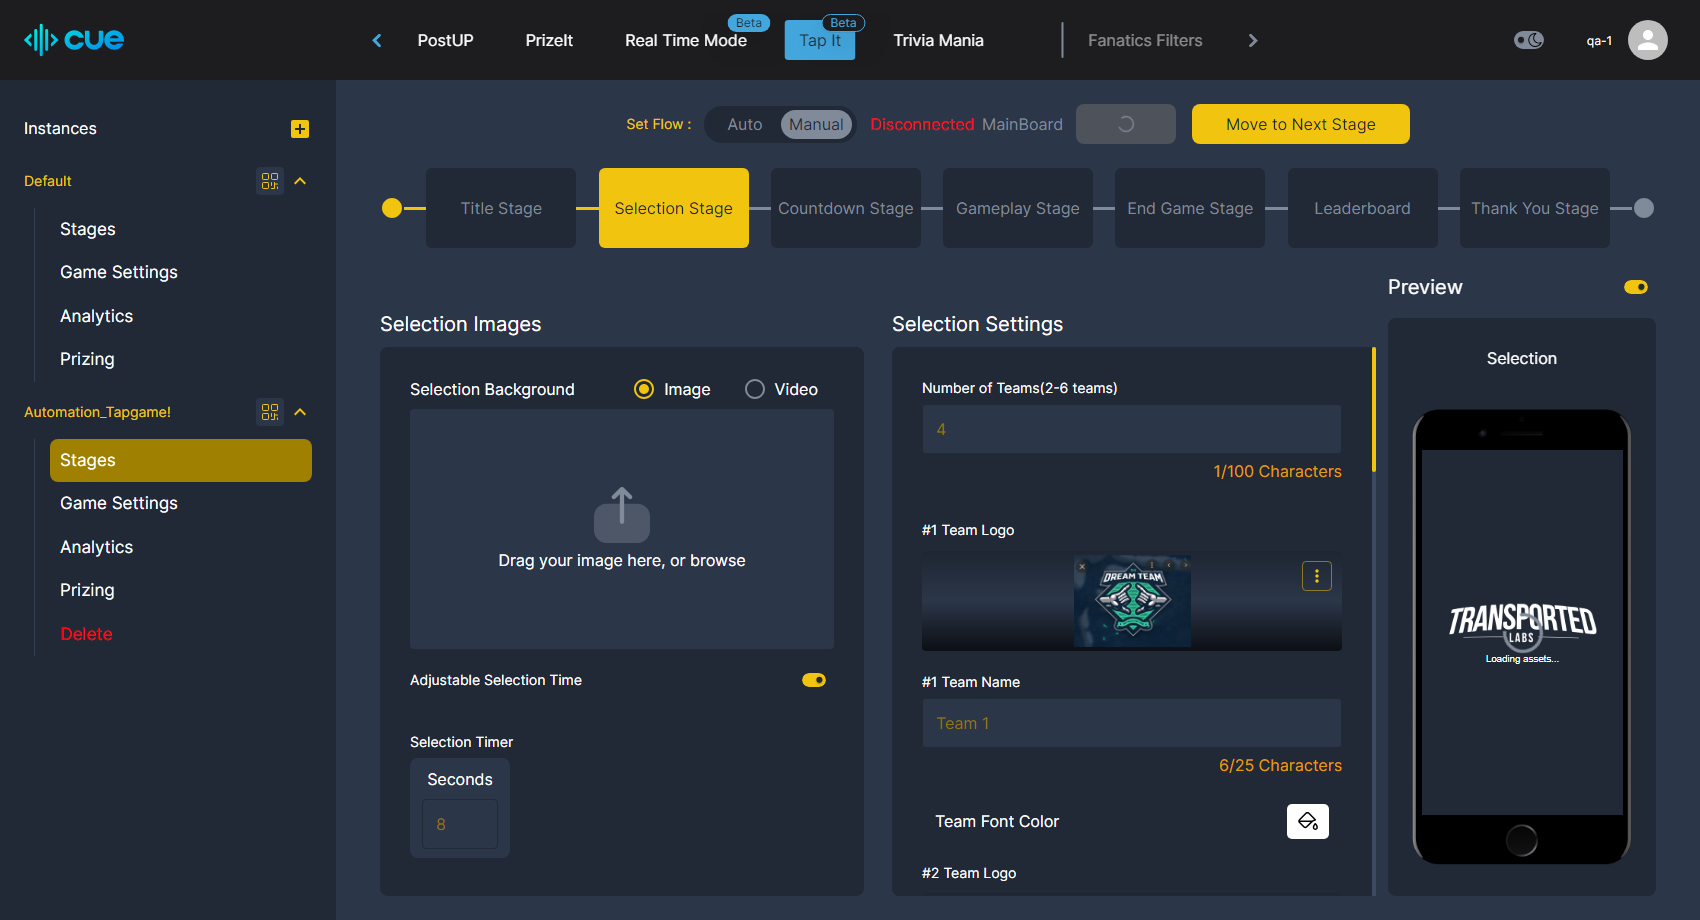 cue
PostUP
PrizeIt
Real Time Mode
Beta
Tap It
Beta
Trivia Mania
Fanatics Filters
qa-1
Instances
Default
Stages
Game Settings
Analytics
Prizing
Automation_Tapgame!
Stages
Game Settings
Analytics
Prizing
Delete
Set Flow :
Auto
Manual
Disconnected MainBoard
Move to Next Stage
Title Stage
Selection Stage
Countdown Stage
Gameplay Stage
End Game Stage
Leaderboard
Thank You Stage
Selection Images
Selection Background
Image
Video
Drag your image here, or browse
Adjustable Selection Time
Selection Timer
Seconds
8
Selection Settings
Number of Teams(2-6 teams)
4
1/100 Characters
#1 Team Logo
DREAM TEAM
#1 Team Name
Team 1
6/25 Characters
Team Font Color
#2 Team Logo
Preview
Selection
TRANSPORTED
LABS
Loading assets...